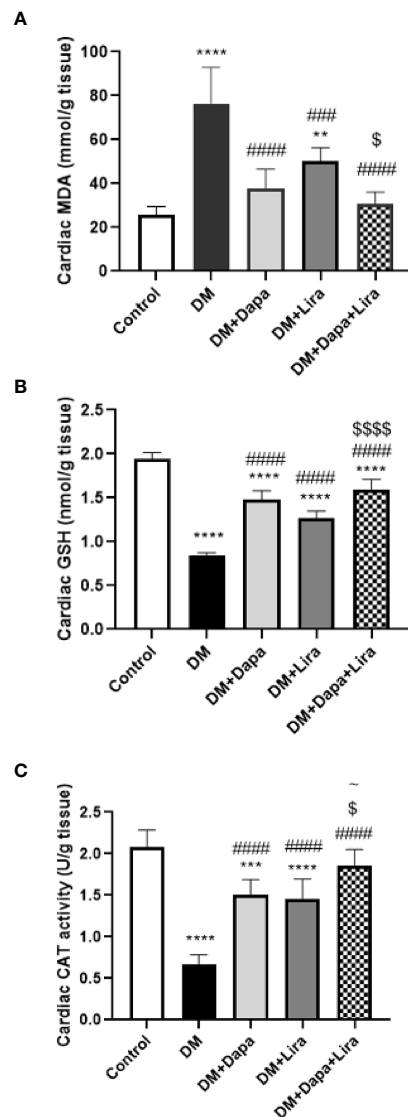 A
Cardiac MDA (mmol/g tissue)
100
80
60
40
20
0
****
####
###
**
$
####
Control
DM
DM+Dapa
DM+Lira
DM+Dapa+Lira
B
Cardiac GSH (nmol/g tissue)
2.5
2.0
1.5
1.0
0.5
0.0
****
####
****
####
****
$$$$
####
****
Control
DM
DM+Dapa
DM+Lira
DM+Dapa+Lira
C
Cardiac CAT activity (U/g tissue)
2.5
2.0
1.5
1.0
0.5
0.0
****
####
***
####
****
~
$
####
Control
DM
DM+Dapa
DM+Lira
DM+Dapa+Lira